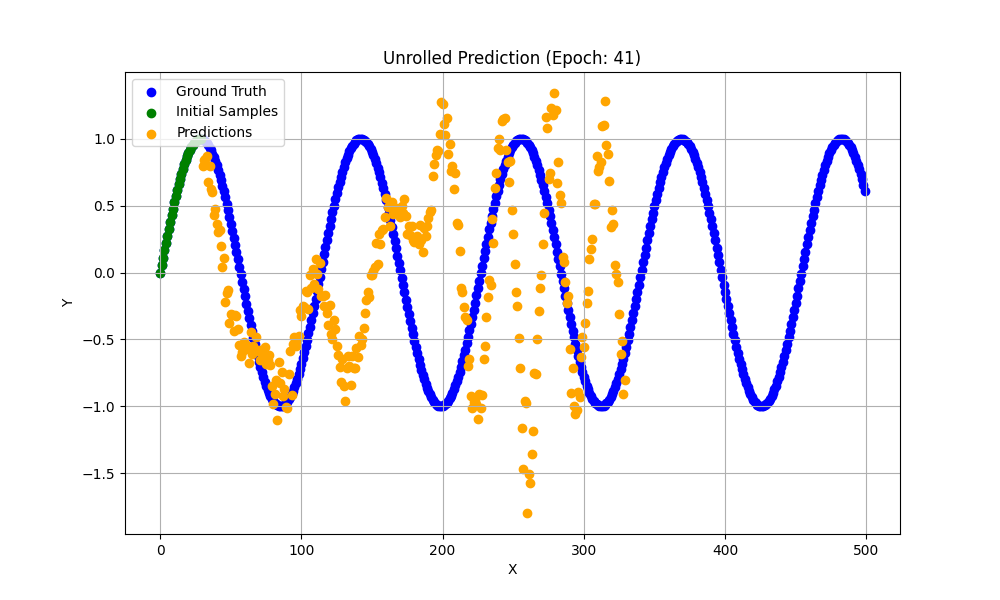 Unrolled Prediction (Epoch: 41)
Ground Truth
Initial Samples
Predictions
1.0
0.5
0.0
−0.5
−1.0
−1.5
Y
0 100 200 300 400 500
X